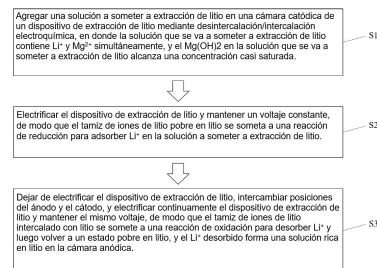 Agregar una solución a someter a extracción de litio en una cámara catódica de
un dispositivo de extracción de litio mediante desintercalación/intercalación
electroquímica, en donde la solución que se va a someter a extracción de litio
contiene Li⁺ y Mg²⁺ simultáneamente, y el Mg(OH)2 en la solución que se va a
someter a extracción de litio alcanza una concentración casi saturada.
S1
Electrificar el dispositivo de extracción de litio y mantener un voltaje constante,
de modo que el tamiz de iones de litio pobre en litio se someta a una reacción
de reducción para adsorber Li⁺ en la solución a someter a extracción de litio.
S2
Dejar de electrificar el dispositivo de extracción de litio, intercambiar posiciones
del ánodo y el cátodo, y electrificar continuamente el dispositivo de extracción de
litio y mantener el mismo voltaje, de modo que el tamiz de iones de litio
intercalado con litio se somete a una reacción de oxidación para desorber Li⁺ y
luego volver a un estado pobre en litio, y el Li⁺ desorbido forma una solución rica
en litio en la cámara anódica.
S3